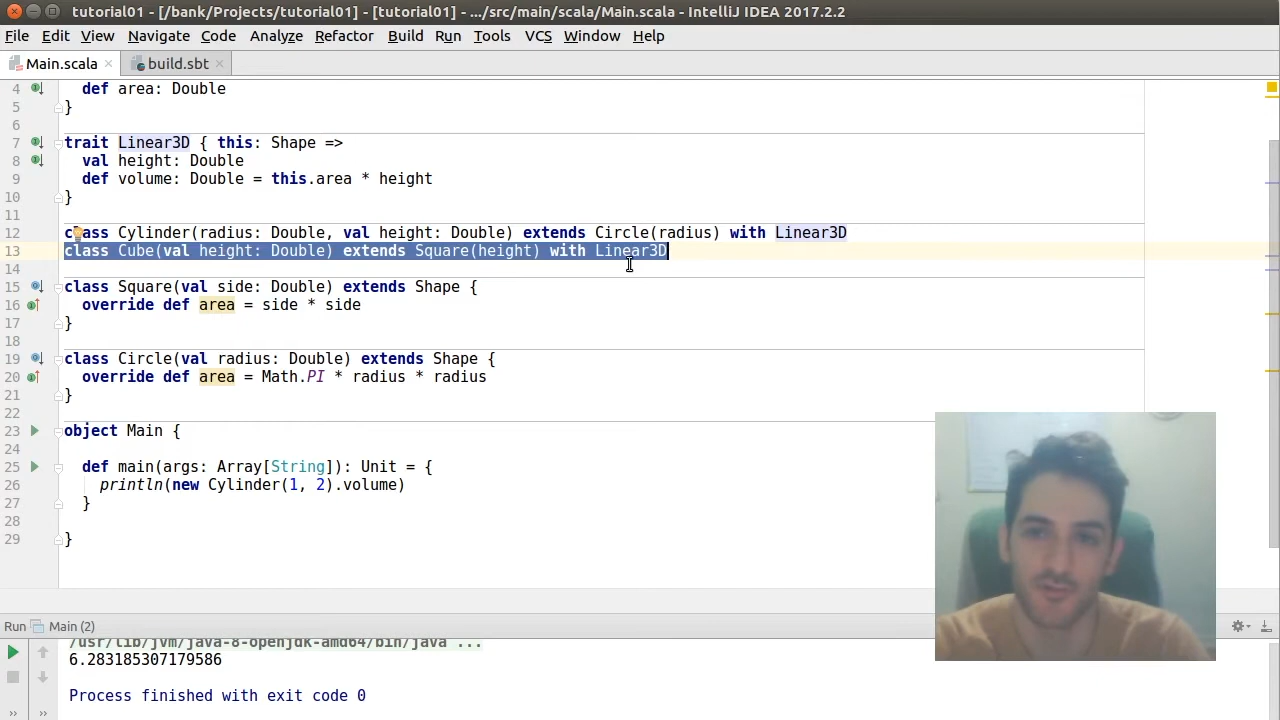 tutorial01 - [/bank/Projects/tutorial01] - [tutorial01] - .../src/main/scala/Main.scala - IntelliJ IDEA 2017.2.2
File Edit View Navigate Code Analyze Refactor Build Run Tools VCS Window Help
Main.scala build.sbt
4 def area: Double
5 }
6
7 trait Linear3D { this: Shape =>
8 val height: Double
9 def volume: Double = this.area * height
10 }
11
12 class Cylinder(radius: Double, val height: Double) extends Circle(radius) with Linear3D
13 class Cube(val height: Double) extends Square(height) with Linear3D
14
15 class Square(val side: Double) extends Shape {
16 override def area = side * side
17 }
18
19 class Circle(val radius: Double) extends Shape {
20 override def area = Math.PI * radius * radius
21 }
22
23 object Main {
24
25 def main(args: Array[String]): Unit = {
26 println(new Cylinder(1, 2).volume)
27 }
28
29 }
Run Main (2)
/usr/lib/jvm/java-8-openjdk-amd64/bin/java ...
6.283185307179586
Process finished with exit code 0